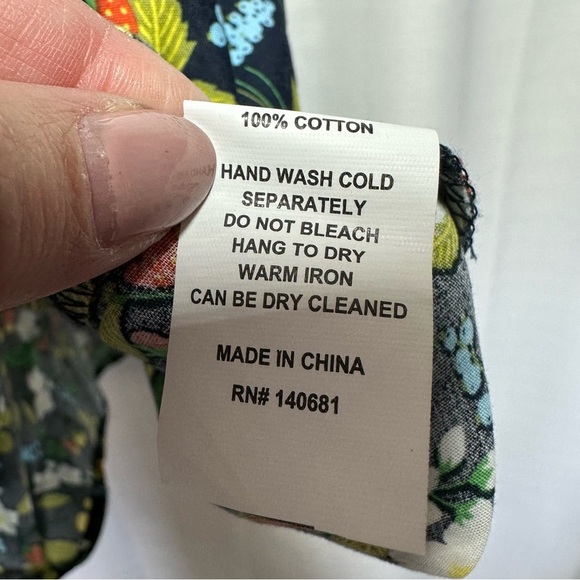 100% COTTON
HAND WASH COLD
SEPARATELY
DO NOT BLEACH
HANG TO DRY
WARM IRON
CAN BE DRY CLEANED
MADE IN CHINA
RN# 140681